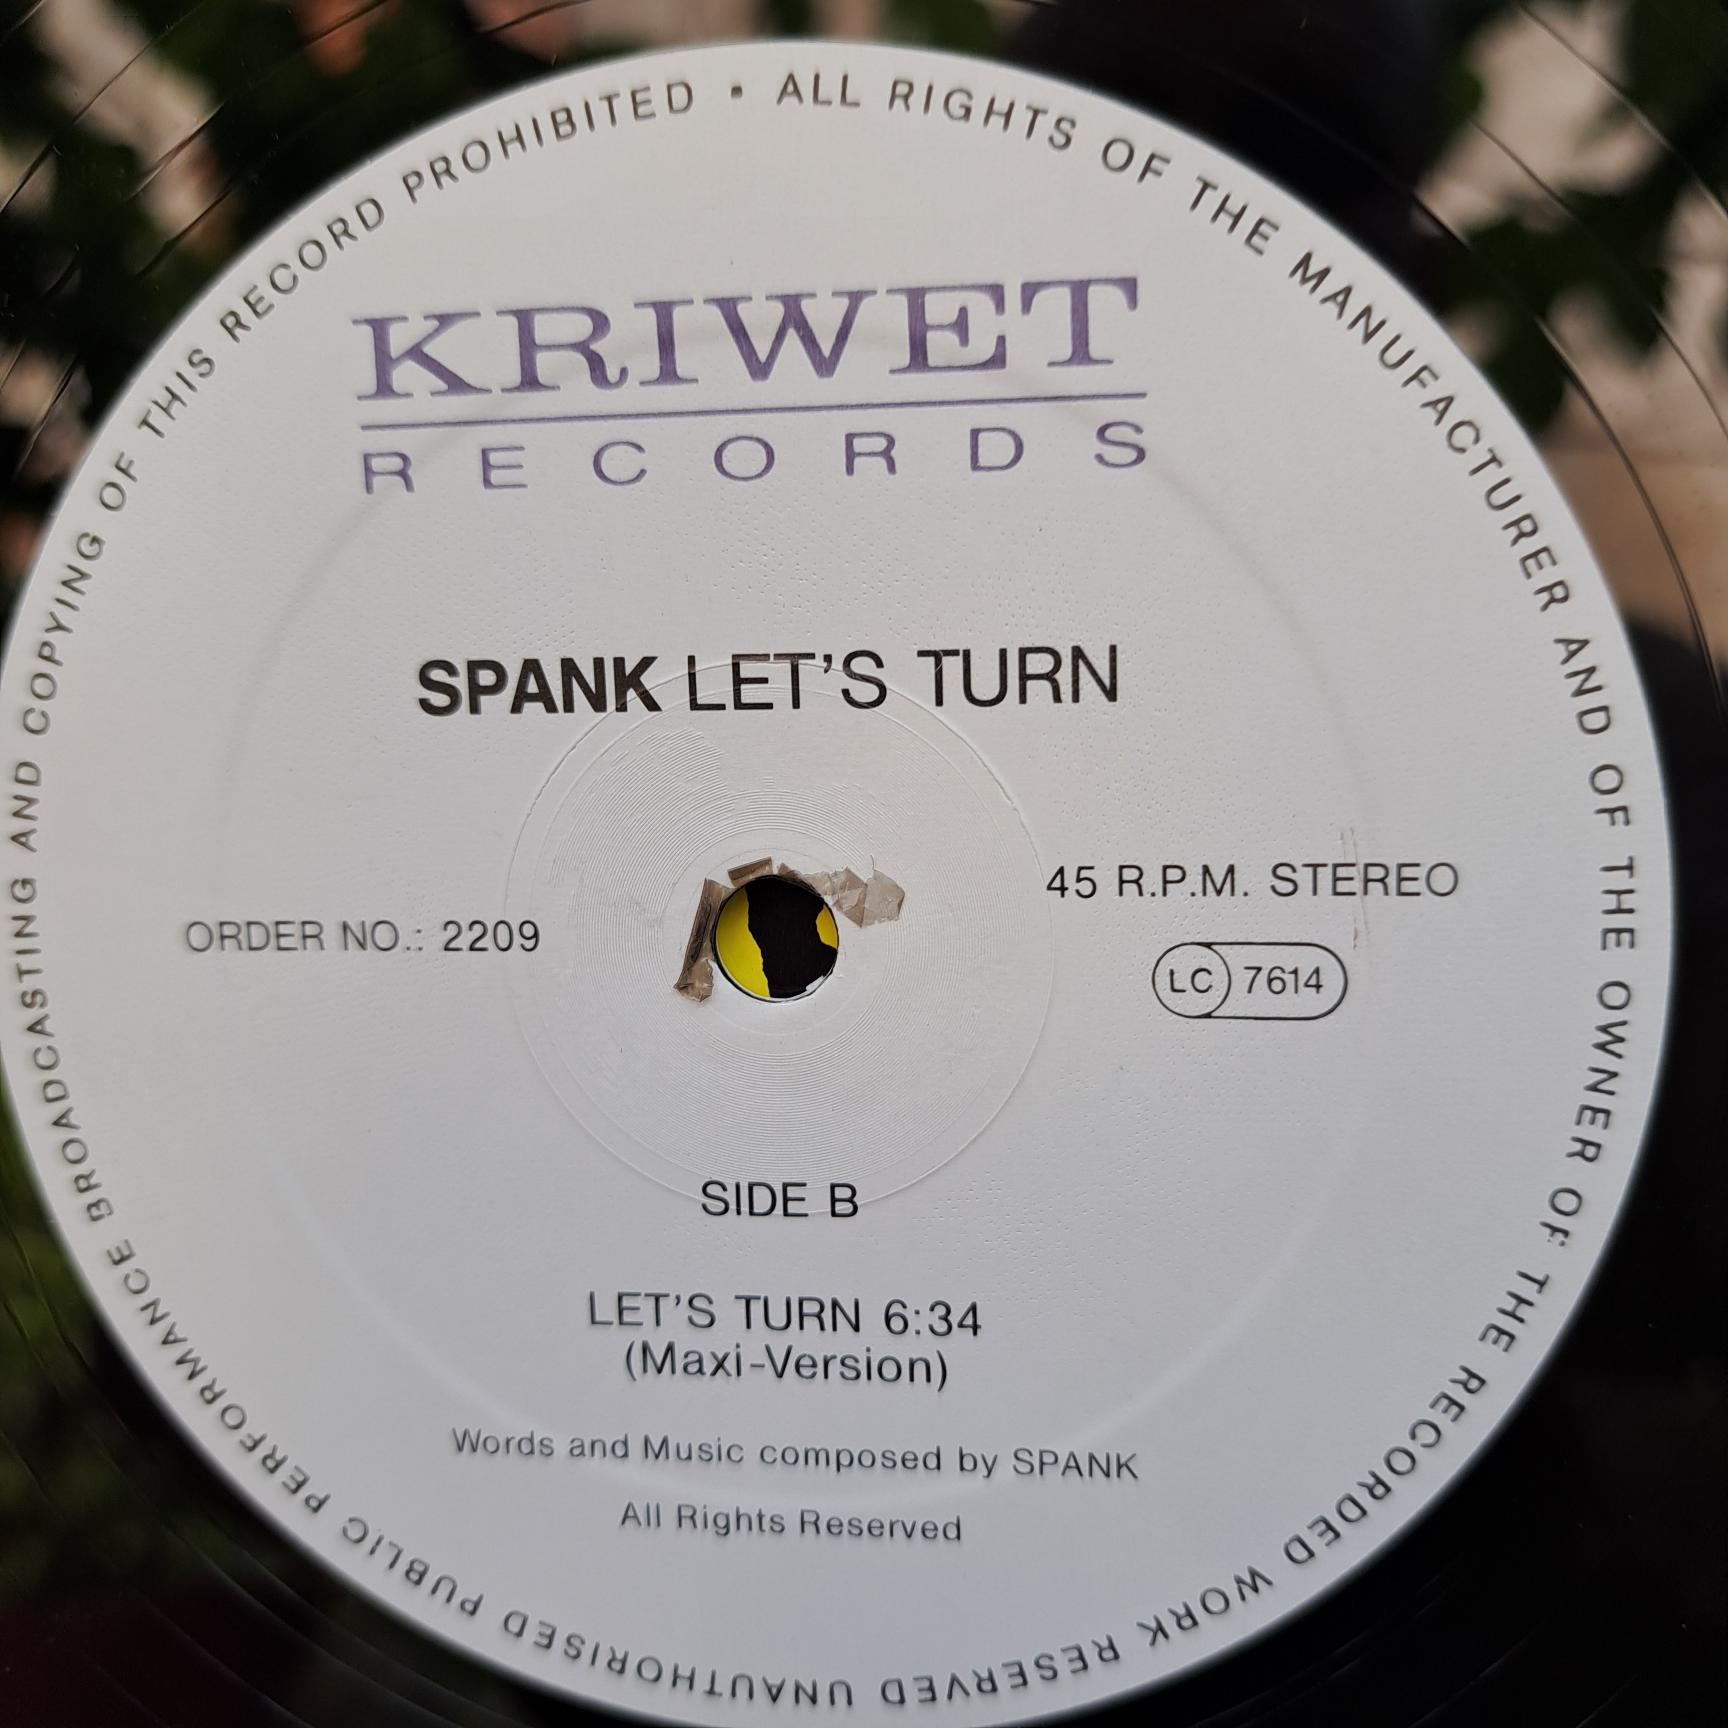 ALL RIGHTS OF THE MANUFACTURER AND OF THE OWNER OF THE RECORDED WORK RESERVED UNAUTHORISED PUBLIC PERFORMANCE BROADCASTING AND COPYING OF THIS RECORD PROHIBITED •
KRIWET
RECORDS
SPANK LET'S TURN
45 R.P.M. STEREO
ORDER NO.: 2209
LC 7614
SIDE B
LET'S TURN 6:34
(Maxi-Version)
Words and Music composed by SPANK
All Rights Reserved